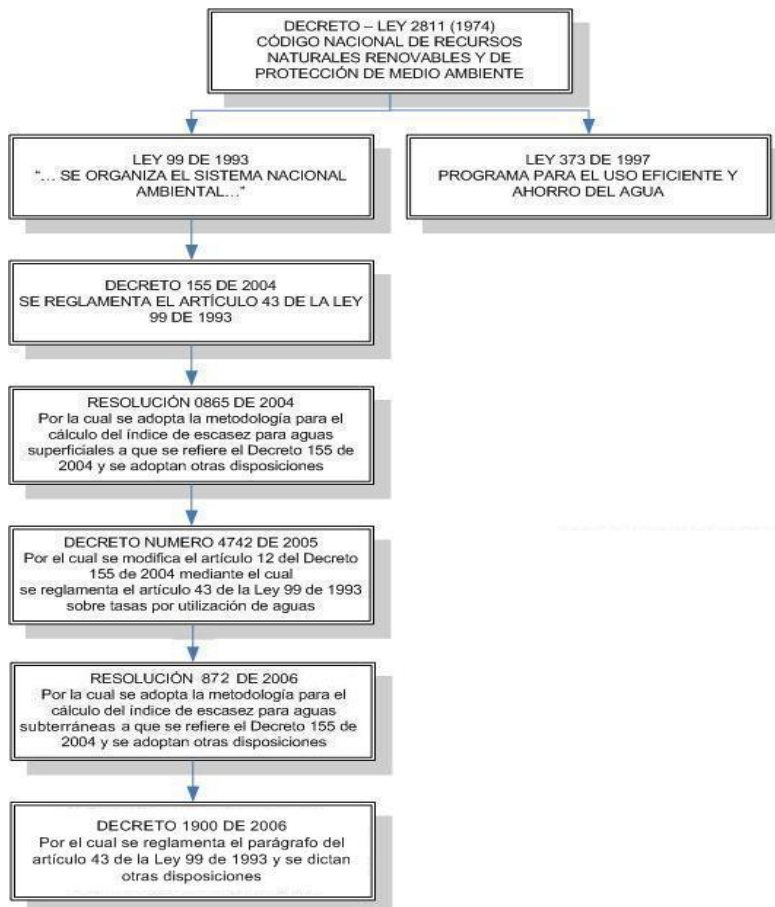 DECRETO – LEY 2811 (1974)
CÓDIGO NACIONAL DE RECURSOS
NATURALES RENOVABLES Y DE
PROTECCIÓN DE MEDIO AMBIENTE
LEY 99 DE 1993
“… SE ORGANIZA EL SISTEMA NACIONAL
AMBIENTAL…”
LEY 373 DE 1997
PROGRAMA PARA EL USO EFICIENTE Y
AHORRO DEL AGUA
DECRETO 155 DE 2004
SE REGLAMENTA EL ARTÍCULO 43 DE LA LEY
99 DE 1993
RESOLUCIÓN 0865 DE 2004
Por la cual se adopta la metodología para el
cálculo del índice de escasez para aguas
superficiales a que se refiere el Decreto 155 de
2004 y se adoptan otras disposiciones
DECRETO NUMERO 4742 DE 2005
Por el cual se modifica el artículo 12 del Decreto
155 de 2004 mediante el cual
se reglamenta el artículo 43 de la Ley 99 de 1993
sobre tasas por utilización de aguas
RESOLUCIÓN 872 DE 2006
Por la cual se adopta la metodología para el
cálculo del índice de escasez para aguas
subterráneas a que se refiere el Decreto 155 de
2004 y se adoptan otras disposiciones
DECRETO 1900 DE 2006
Por el cual se reglamenta el parágrafo del
artículo 43 de la Ley 99 de 1993 y se dictan
otras disposiciones